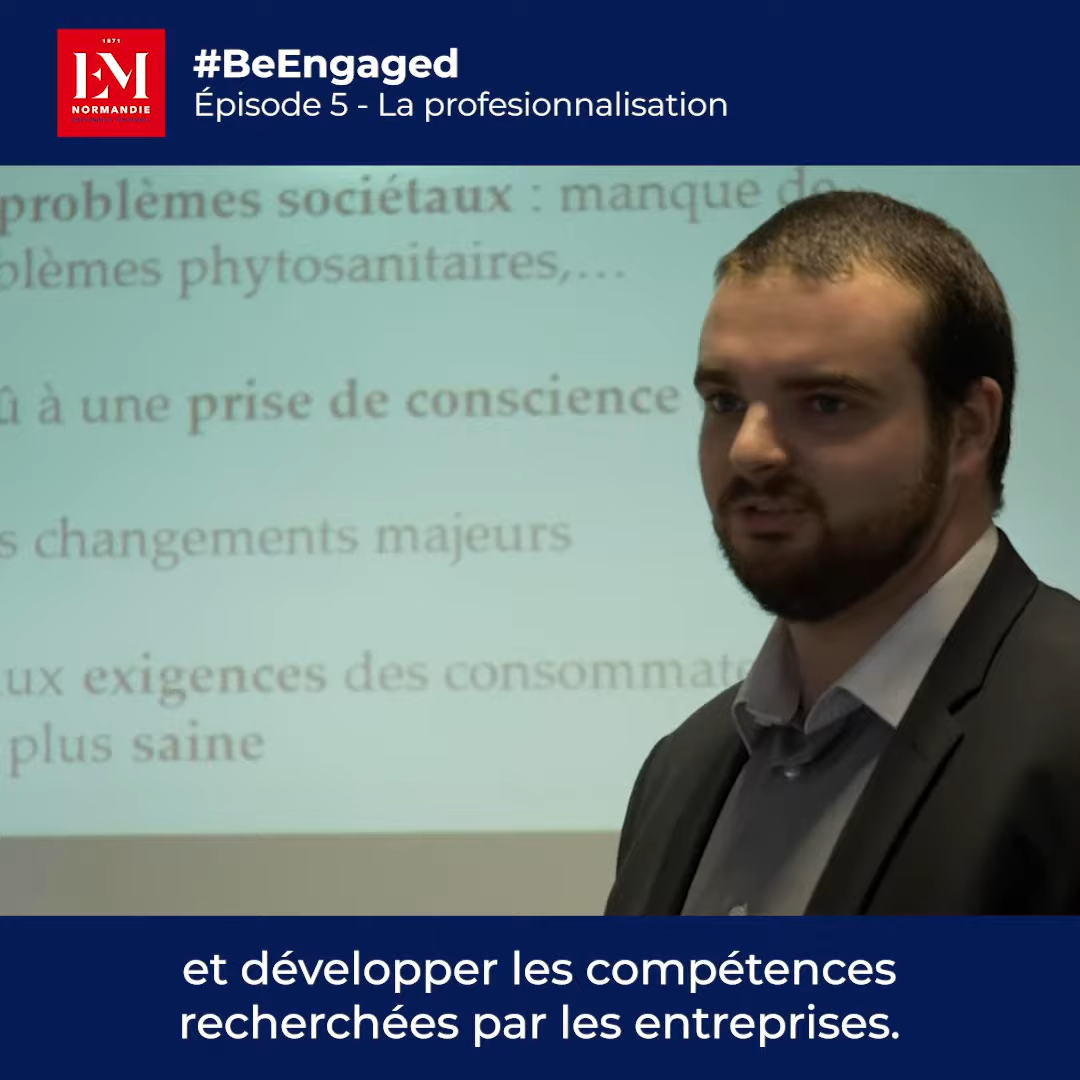 1871
EM
NORMANDIE
#BeEngaged
Épisode 5 - La profesionnalisation
problèmes sociétaux : manque de
blèmes phytosanitaires,...
û à une prise de conscience
s changements majeurs
ux exigences des consommate
plus saine
et développer les compétences
recherchées par les entreprises.